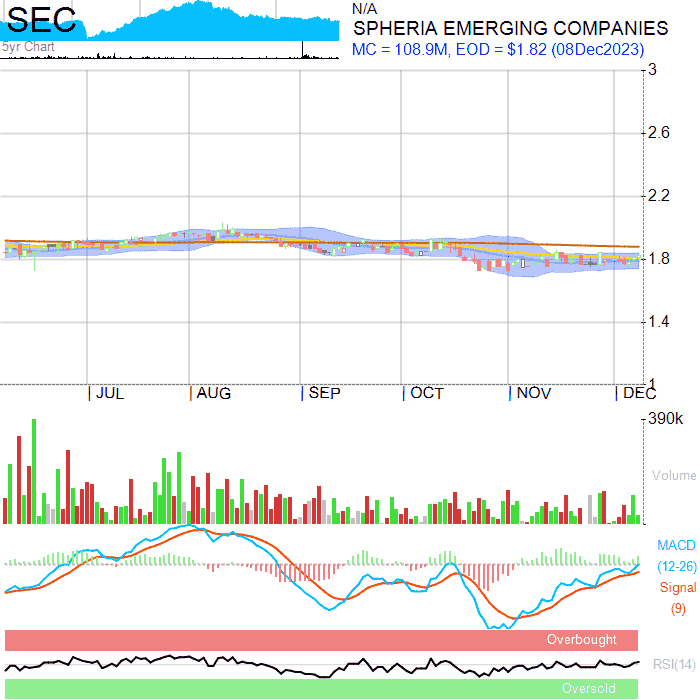 SEC
5yr Chart
N/A
SPHERIA EMERGING COMPANIES
MC = 108.9M, EOD = $1.82 (08Dec2023)
3
2.6
2.2
1.8
1.4
1
JUL AUG SEP OCT NOV DEC
390k
Volume
MACD
(12-26)
Signal
(9)
Overbought
RSI(14)
Oversold